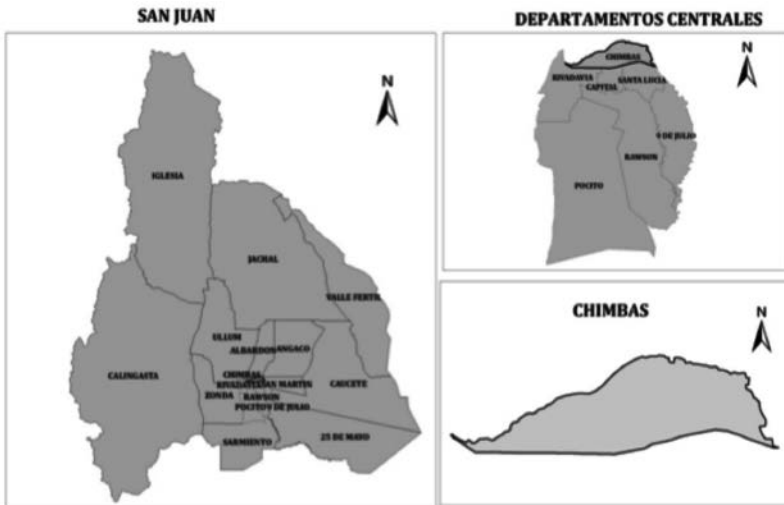 SAN JUAN
N
IGLESIA
JACHAL
VALLE FERTIL
ULLUM
ALBARDON
ANGACO
CALINGASTA
CHIMBAS
CAUCETE
RIVADAVIA
SAN MARTIN
ZONDA
RAWSON
POCITO
9 DE JULIO
SARMIENTO
25 DE MAYO
DEPARTAMENTOS CENTRALES
N
CHIMBAS
RIVADAVIA
SANTA LUCIA
CAPITAL
9 DE JULIO
RAWSON
POCITO
CHIMBAS
N